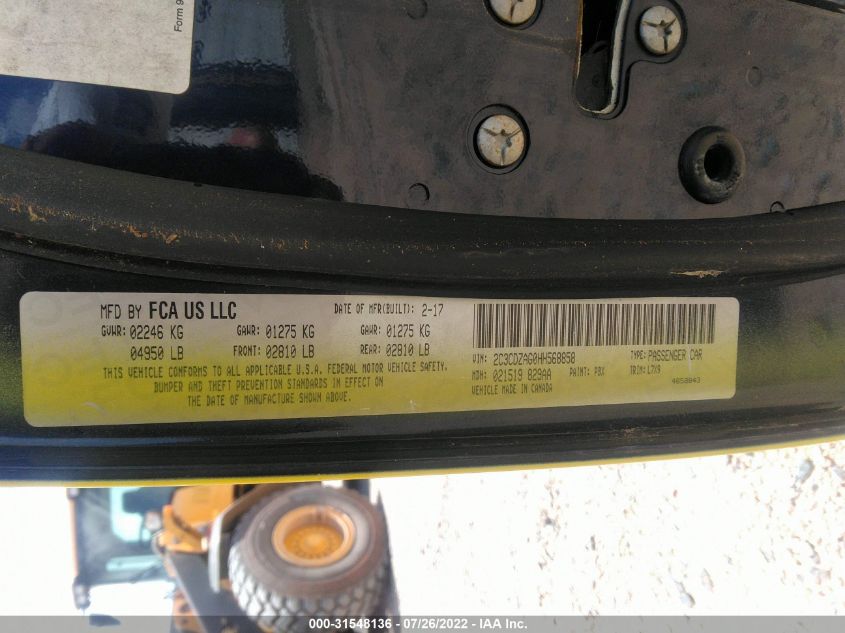 Form 9
MFD BY FCA US LLC DATE OF MFR(BUILT): 2-17
GVWR: 02246 KG GAWR: 01275 KG GAWR: 01275 KG
04950 LB FRONT: 02810 LB REAR: 02810 LB
THIS VEHICLE CONFORMS TO ALL APPLICABLE U.S.A. FEDERAL MOTOR VEHICLE SAFETY,
BUMPER AND THEFT PREVENTION STANDARDS IN EFFECT ON
THE DATE OF MANUFACTURE SHOWN ABOVE.
VIN: 2C3CDZAG0HH568858 TYPE: PASSENGER CAR
MDH: 021519 829AA PAINT: PBX TRIM: L7X9
VEHICLE MADE IN CANADA 4658843
000-31548136 - 07/26/2022 - IAA Inc.